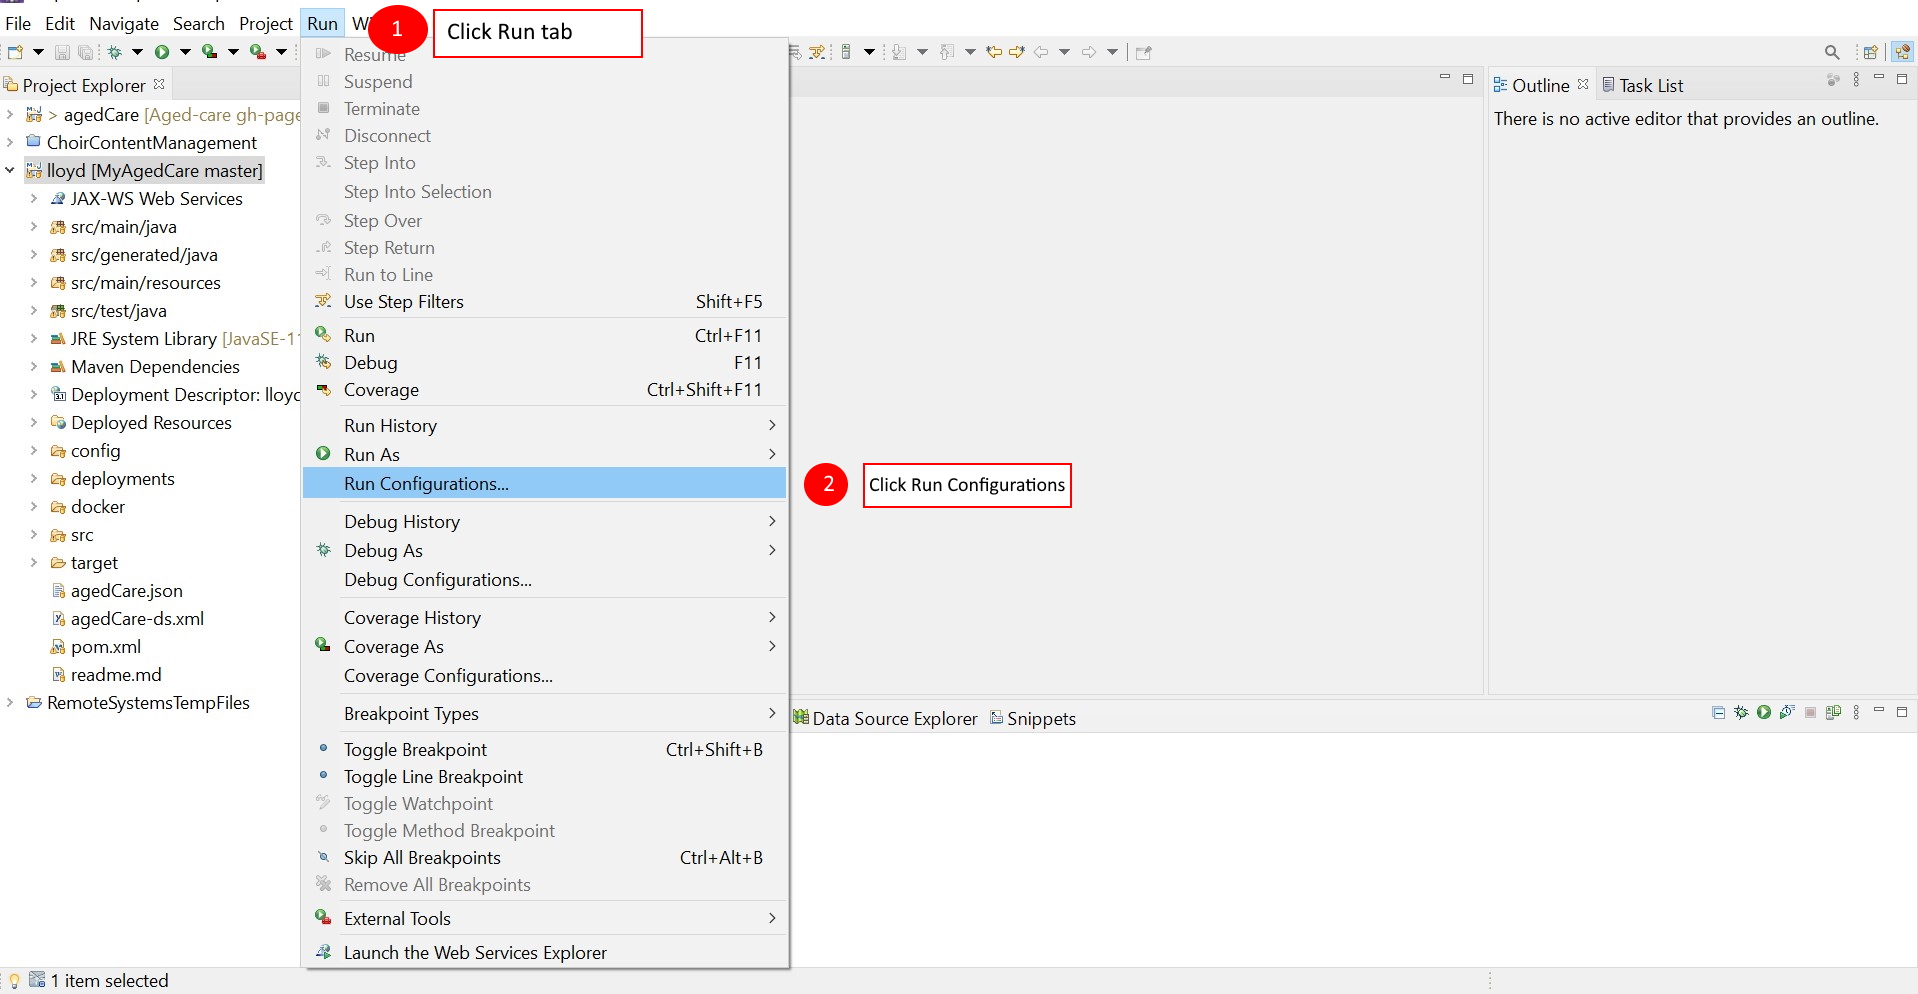 File Edit Navigate Search Project Run
1
Click Run tab
Project Explorer
> agedCare [Aged-care gh-page
ChoirContentManagement
lloyd [MyAgedCare master]
JAX-WS Web Services
src/main/java
src/generated/java
src/main/resources
src/test/java
JRE System Library [JavaSE-11
Maven Dependencies
Deployment Descriptor: lloyd
Deployed Resources
config
deployments
docker
src
target
agedCare.json
agedCare-ds.xml
pom.xml
readme.md
RemoteSystemsTempFiles
Resume
Suspend
Terminate
Disconnect
Step Into
Step Into Selection
Step Over
Step Return
Run to Line
Use Step Filters Shift+F5
Run Ctrl+F11
Debug F11
Coverage Ctrl+Shift+F11
Run History
Run As
Run Configurations...
Debug History
Debug As
Debug Configurations...
Coverage History
Coverage As
Coverage Configurations...
Breakpoint Types
Toggle Breakpoint Ctrl+Shift+B
Toggle Line Breakpoint
Toggle Watchpoint
Toggle Method Breakpoint
Skip All Breakpoints Ctrl+Alt+B
Remove All Breakpoints
External Tools
Launch the Web Services Explorer
2
Click Run Configurations
Outline Task List
There is no active editor that provides an outline.
Data Source Explorer Snippets
1 item selected